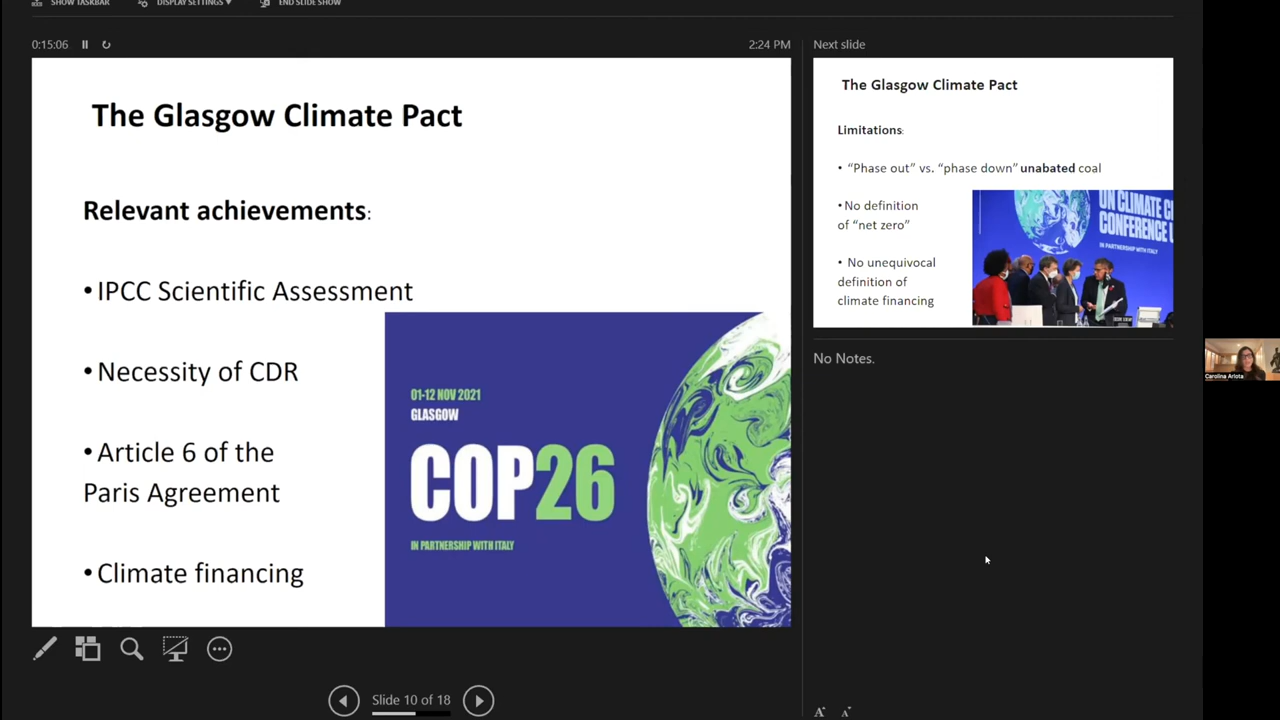 SHOW TASKBAR
DISPLAY SETTINGS ▾
END SLIDE SHOW
0:15:06
2:24 PM
The Glasgow Climate Pact
Relevant achievements:
• IPCC Scientific Assessment
• Necessity of CDR
• Article 6 of the
Paris Agreement
• Climate financing
01-12 NOV 2021
GLASGOW
COP26
IN PARTNERSHIP WITH ITALY
Slide 10 of 18
Next slide
The Glasgow Climate Pact
Limitations:
• “Phase out” vs. “phase down” unabated coal
• No definition
of “net zero”
• No unequivocal
definition of
climate financing
UN CLIMATE
CONFERENCE
IN PARTNERSHIP WITH ITALY
No Notes.
Carolina Arlota